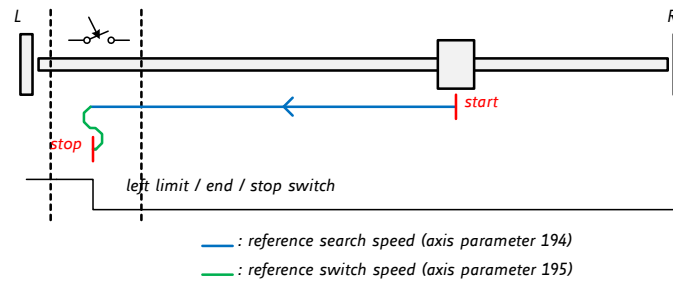 L
R
start
stop
left limit / end / stop switch
: reference search speed (axis parameter 194)
: reference switch speed (axis parameter 195)